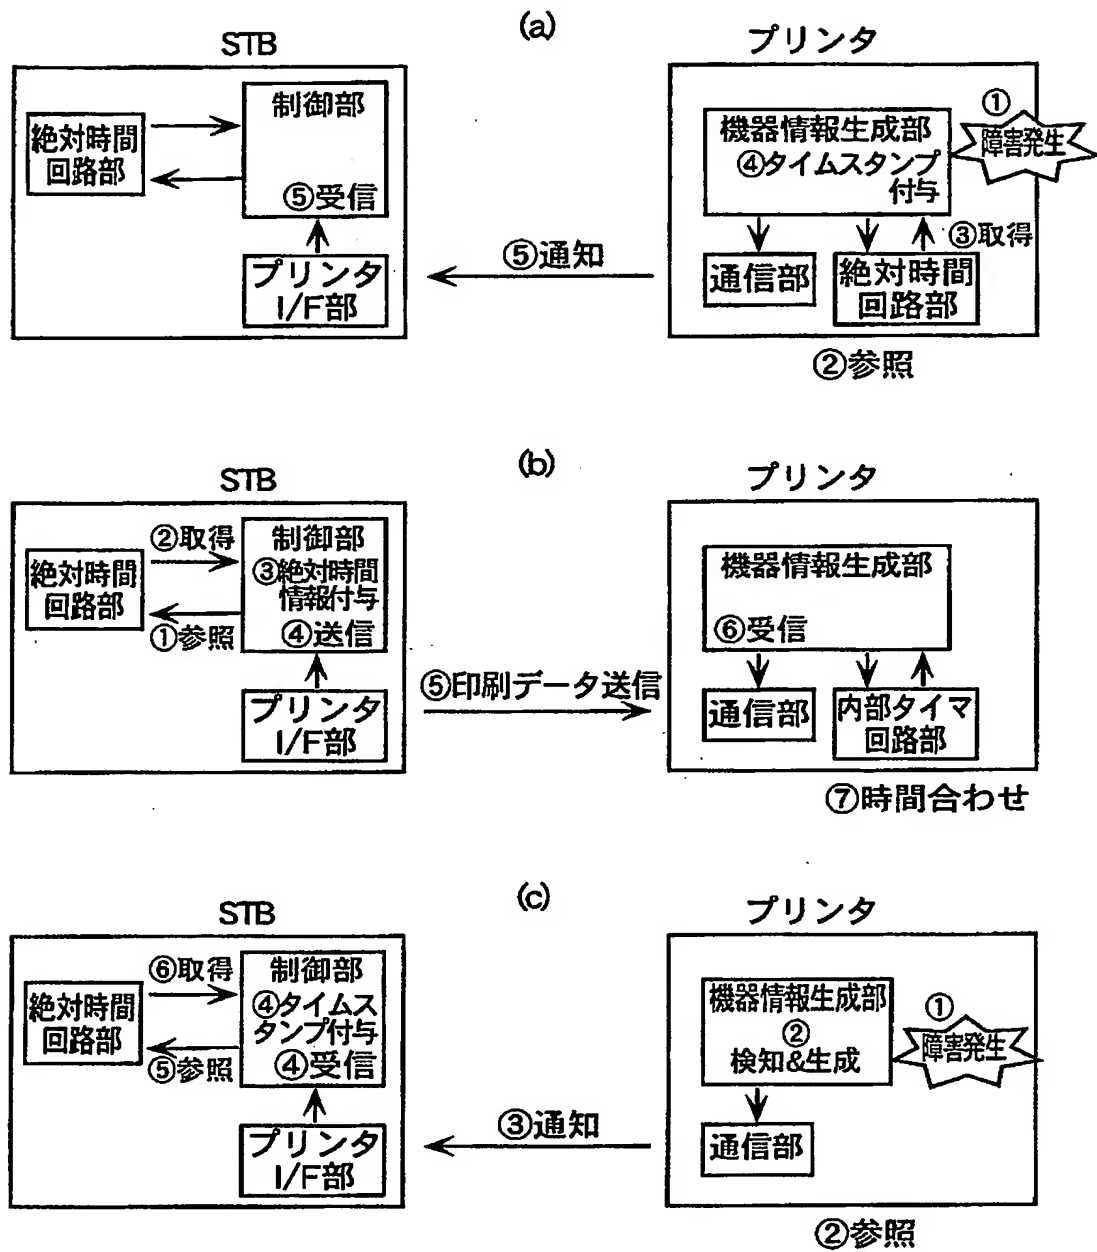 (a)
STB
プリンタ
絶対時間
回路部
制御部
⑤受信
プリンタ
I/F部
⑤通知
機器情報生成部
④タイムスタンプ
付与
①
障害発生
③取得
通信部
絶対時間
回路部
②参照
(b)
STB
プリンタ
②取得
絶対時間
回路部
①参照
制御部
③絶対時間
情報付与
④送信
プリンタ
I/F部
⑤印刷データ送信
機器情報生成部
⑥受信
通信部
内部タイマ
回路部
⑦時間合わせ
(c)
STB
プリンタ
⑥取得
絶対時間
回路部
⑤参照
制御部
④タイムス
タンプ付与
④受信
プリンタ
I/F部
③通知
機器情報生成部
②
検知&生成
①
障害発生
通信部
②参照